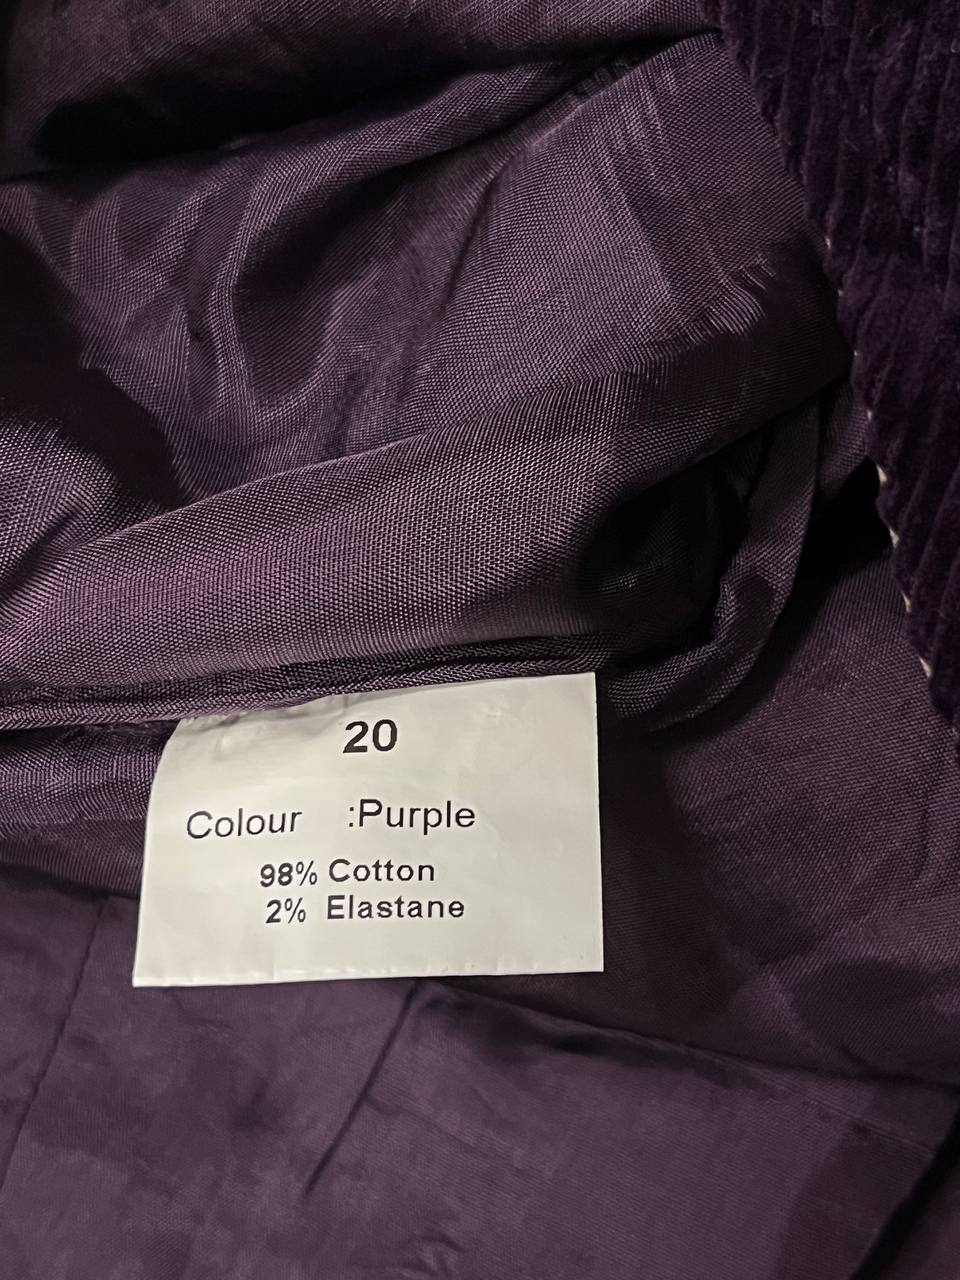 20
Colour :Purple
98% Cotton
2% Elastane